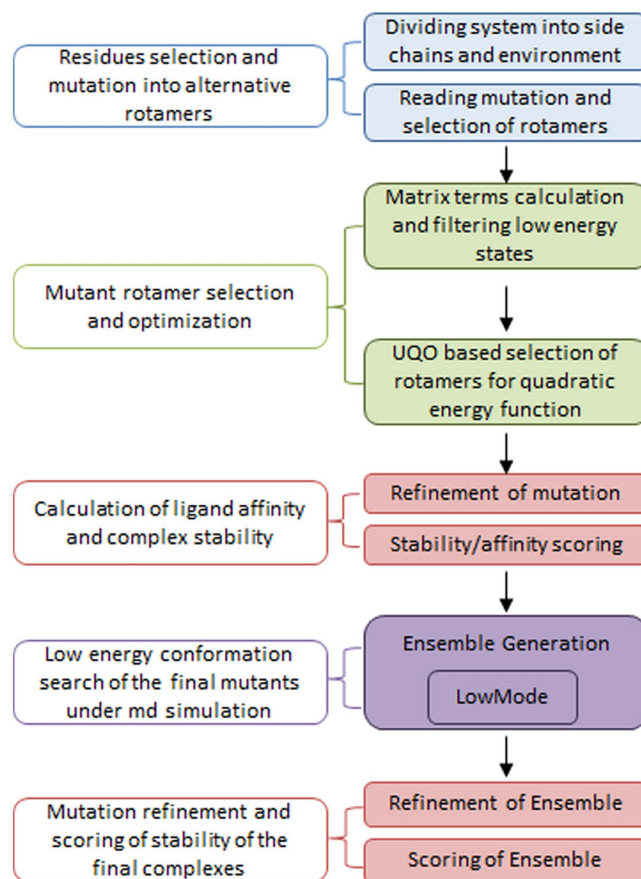 Residues selection and
mutation into alternative
rotamers
Dividing system into side
chains and environment
Reading mutation and
selection of rotamers
Mutant rotamer selection
and optimization
Matrix terms calculation
and filtering low energy
states
UQO based selection of
rotamers for quadratic
energy function
Calculation of ligand affinity
and complex stability
Refinement of mutation
Stability/affinity scoring
Low energy conformation
search of the final mutants
under md simulation
Ensemble Generation
LowMode
Mutation refinement and
scoring of stability of the
final complexes
Refinement of Ensemble
Scoring of Ensemble